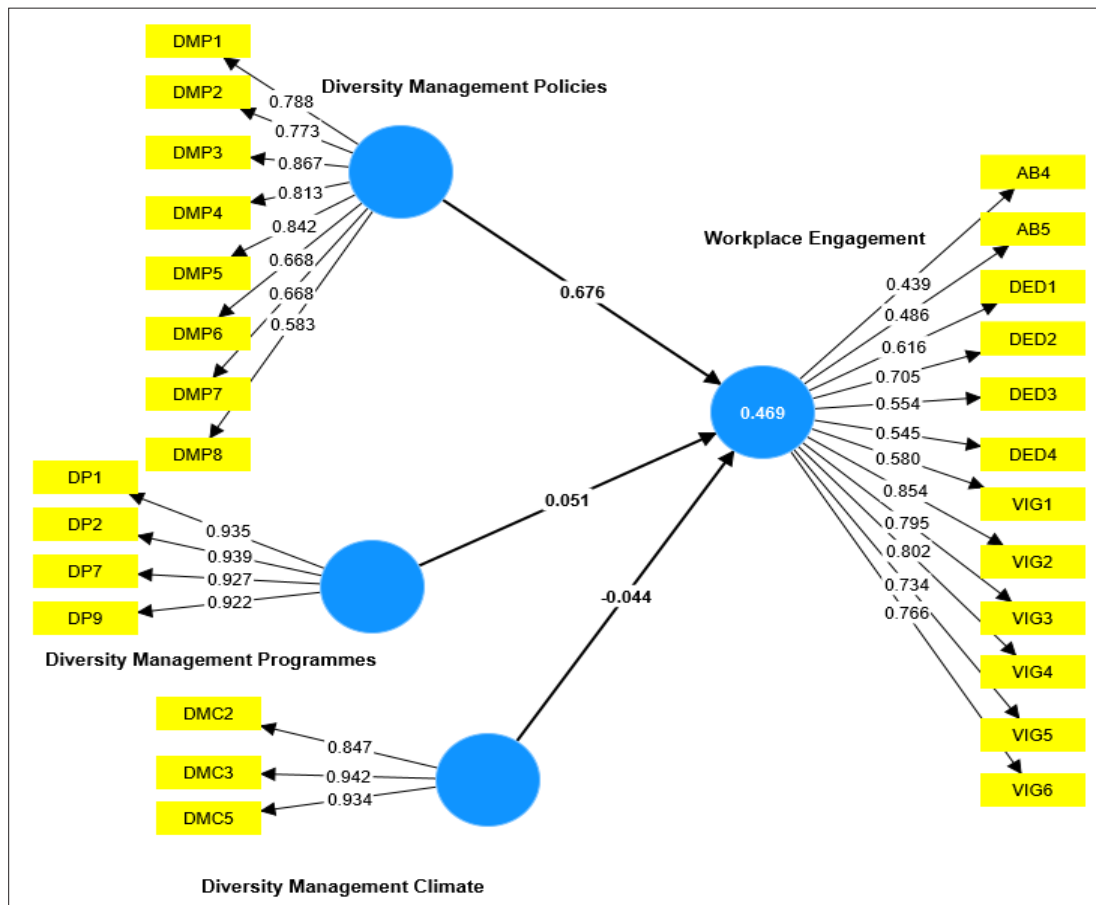 DMP1
DMP2
DMP3
DMP4
DMP5
DMP6
DMP7
DMP8
0.788
0.773
0.867
0.813
0.842
0.668
0.668
0.583
Diversity Management Policies
0.676
DP1
DP2
DP7
DP9
0.935
0.939
0.927
0.922
Diversity Management Programmes
0.051
DMC2
DMC3
DMC5
0.847
0.942
0.934
Diversity Management Climate
-0.044
Workplace Engagement
0.469
0.439
0.486
0.616
0.705
0.554
0.545
0.580
0.854
0.795
0.802
0.734
0.766
AB4
AB5
DED1
DED2
DED3
DED4
VIG1
VIG2
VIG3
VIG4
VIG5
VIG6